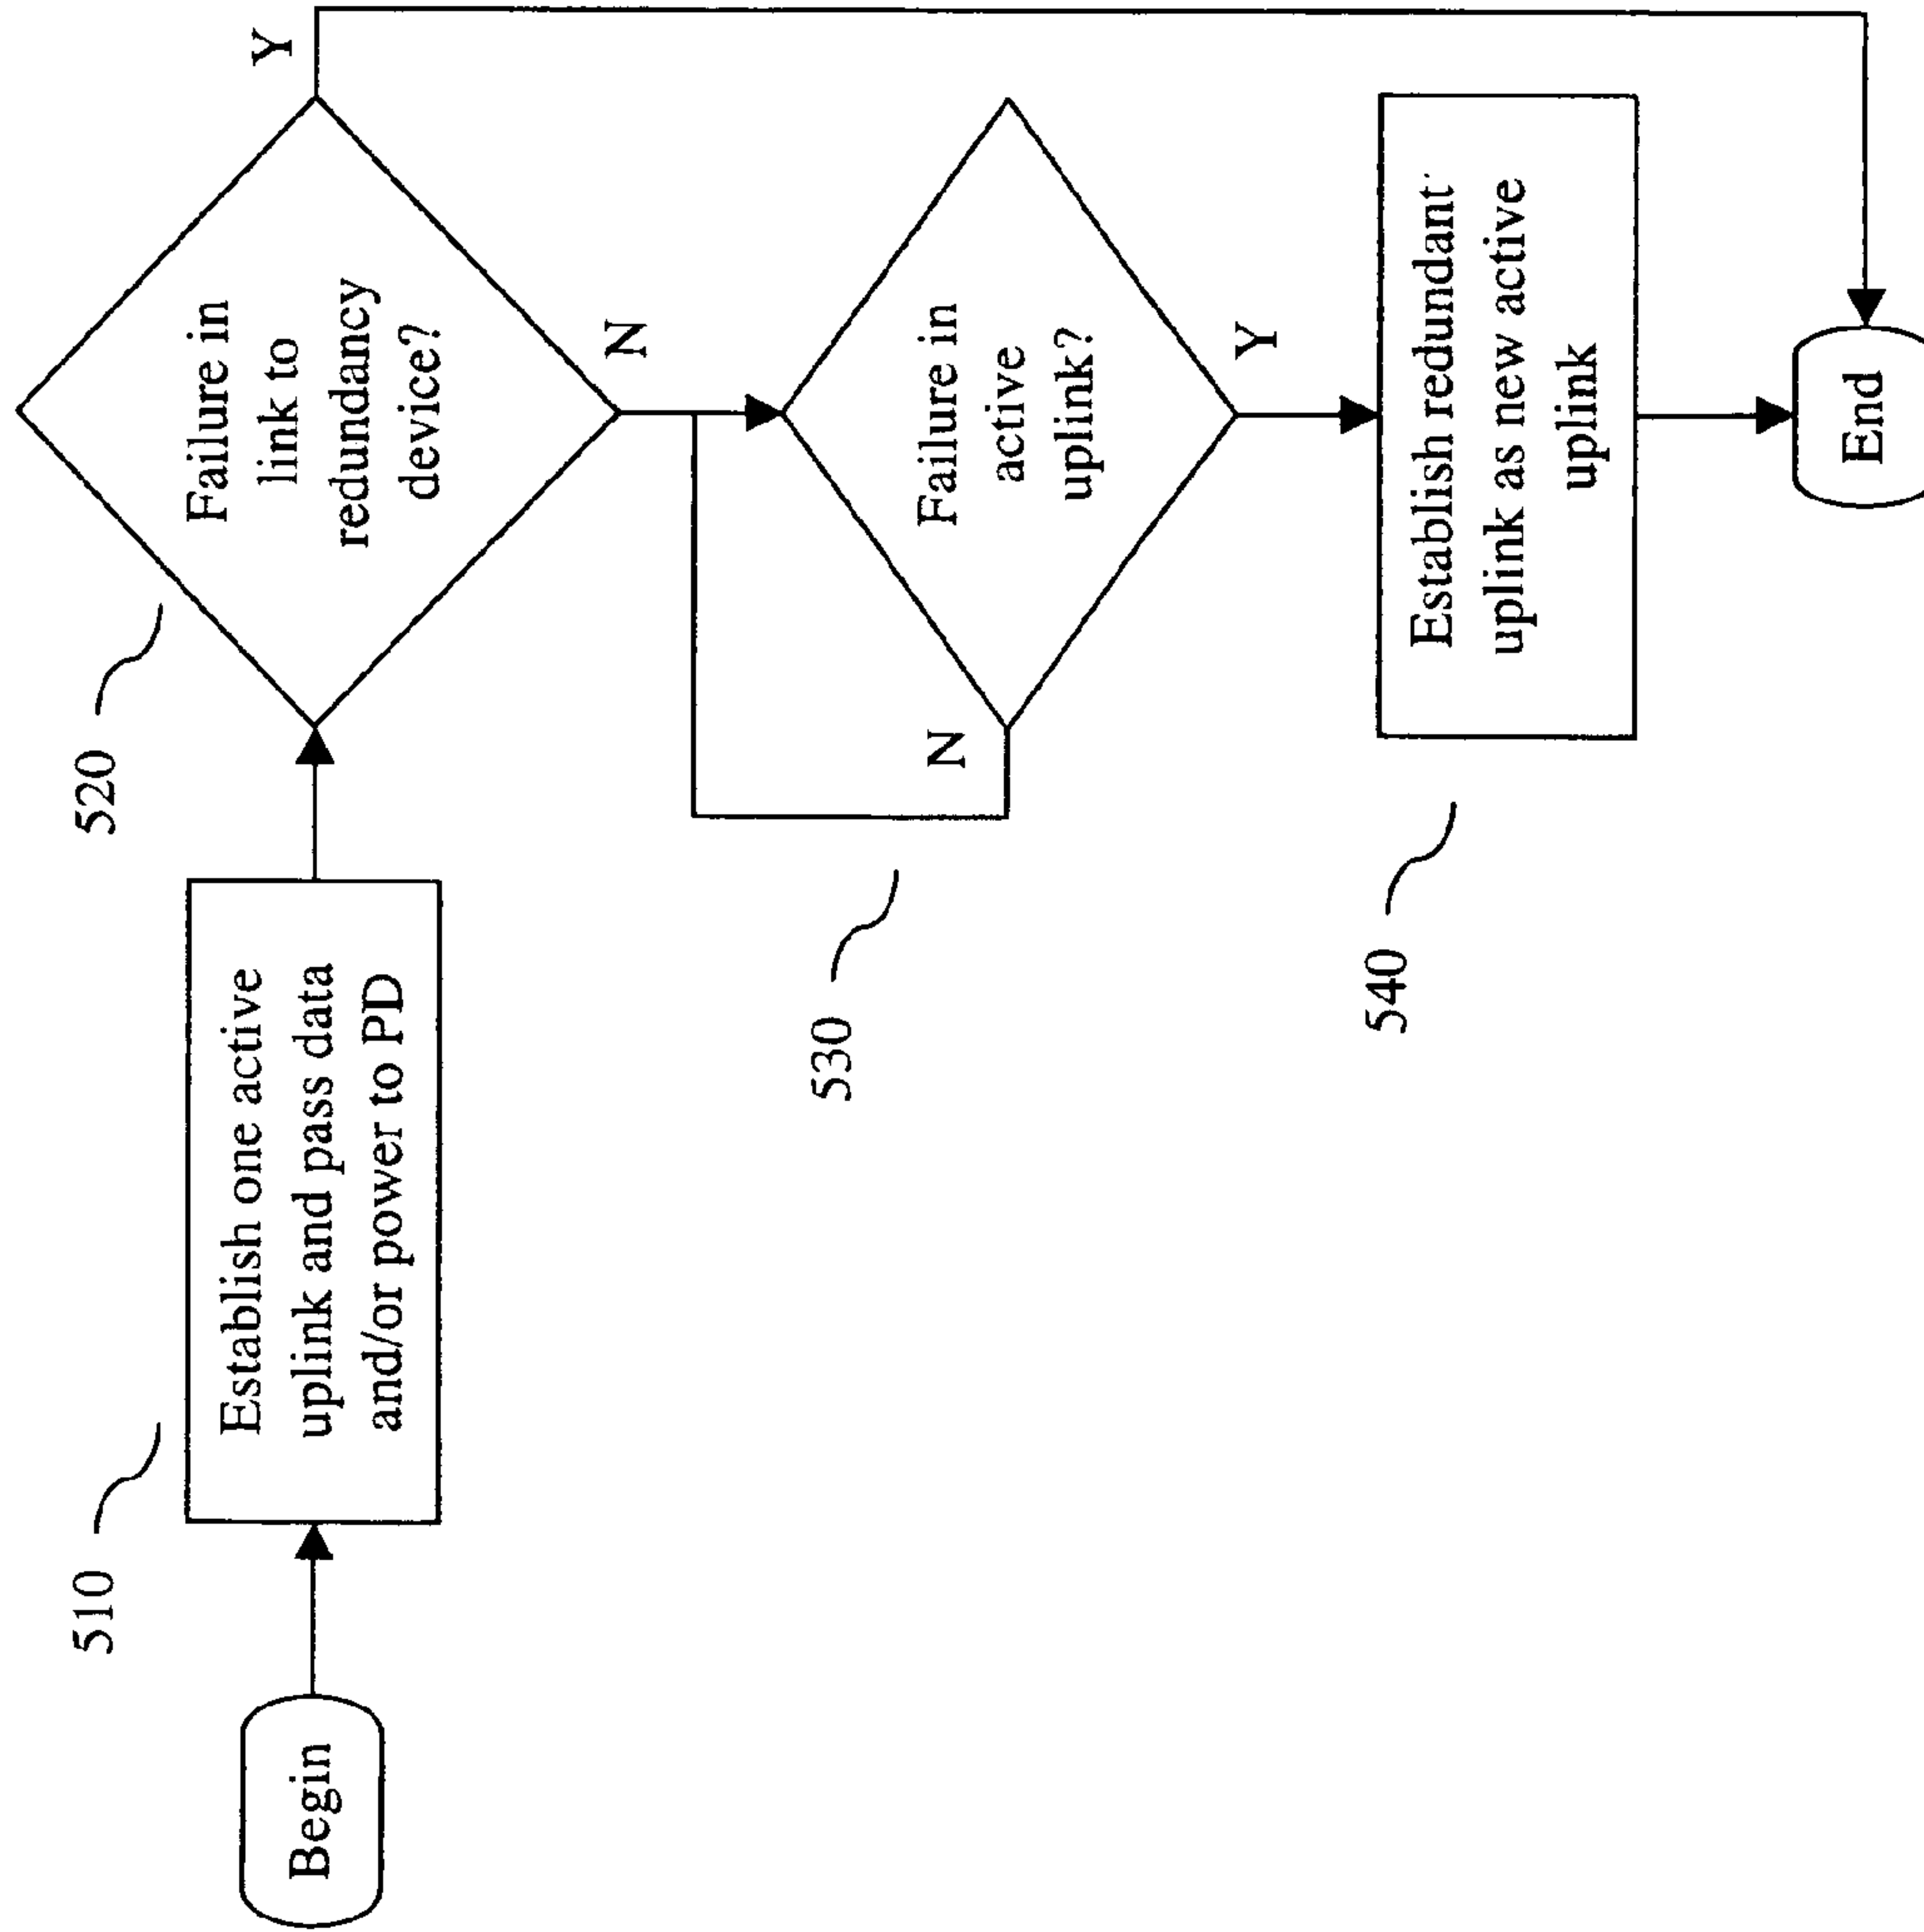 Begin
510
Establish one active
uplink and pass data
and/or power to PD
520
Failure in
link to
redundancy
device?
Y
N
530
Failure in
active
uplink?
N
Y
540
Establish redundant
uplink as new active
uplink
End